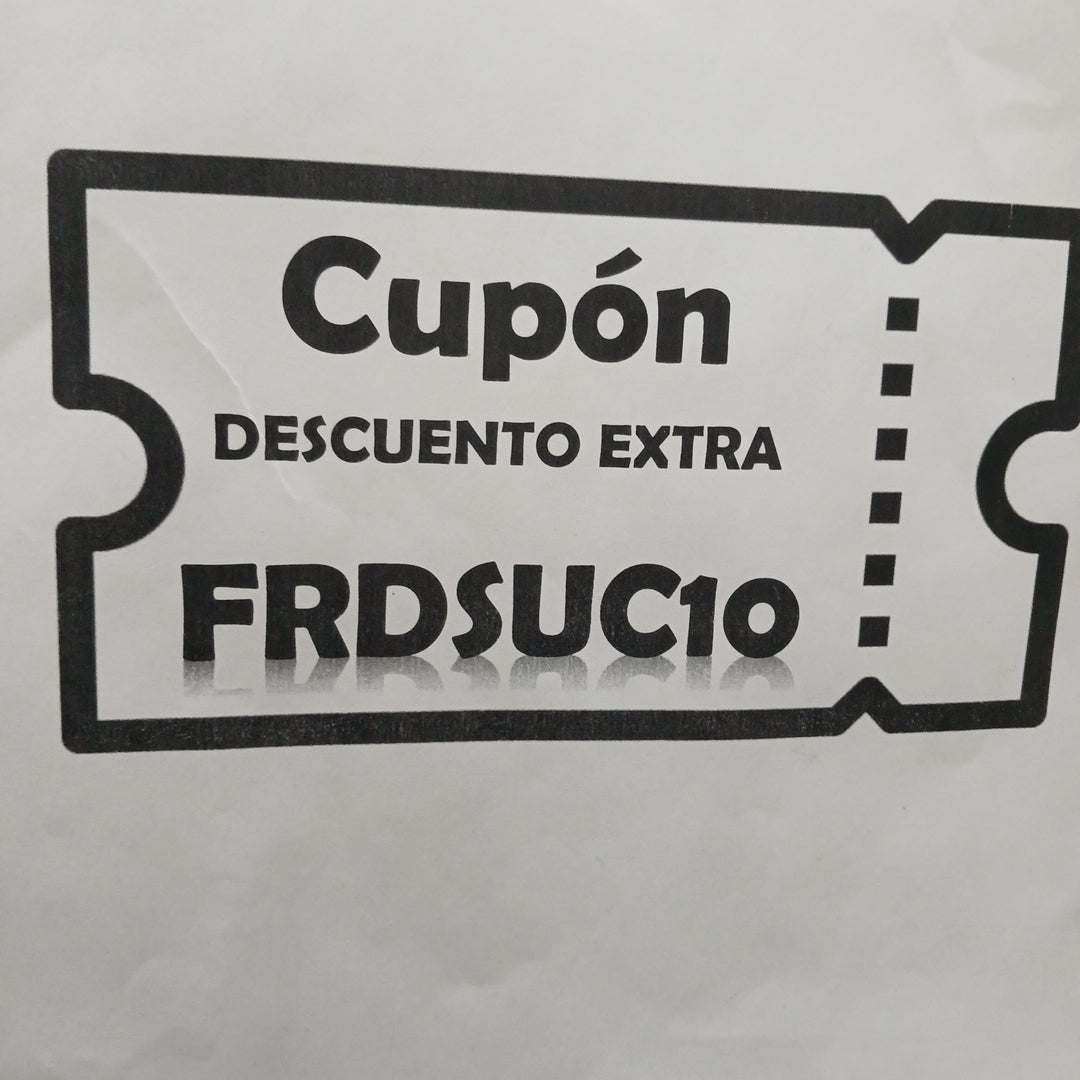 Cupón
DESCUENTO EXTRA
FRDSUC10